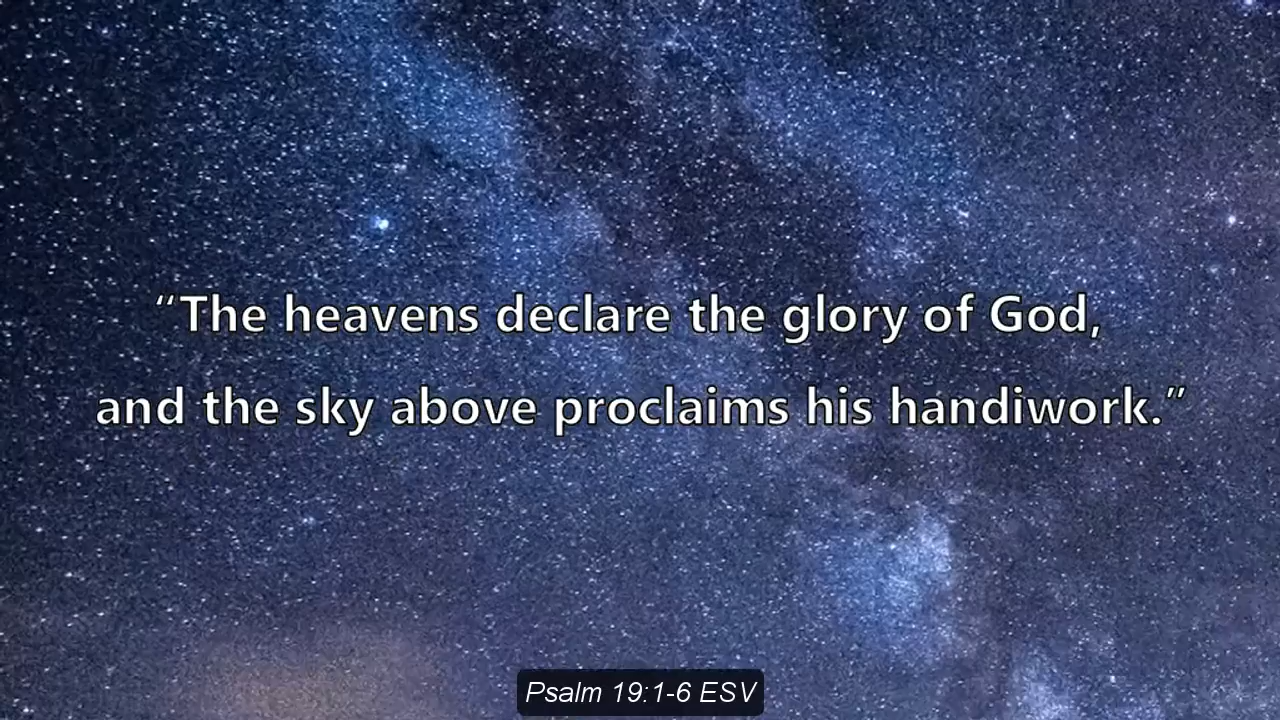 “The heavens declare the glory of God,
and the sky above proclaims his handiwork.”
Psalm 19:1-6 ESV